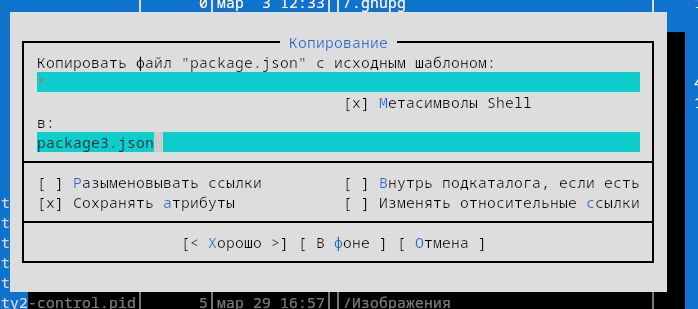 0 мар  3 12:33 /.gnupg
Копирование
Копировать файл "package.json" с исходным шаблоном:
*
[x] Метасимволы Shell
в:
package3.json
[ ] Разыменовывать ссылки [ ] Внутрь подкаталога, если есть
[x] Сохранять атрибуты [ ] Изменять относительные ссылки
[< Хорошо >] [ В фоне ] [ Отмена ]
ty2-control.pid 5 мар 29 16:57 /Изображения